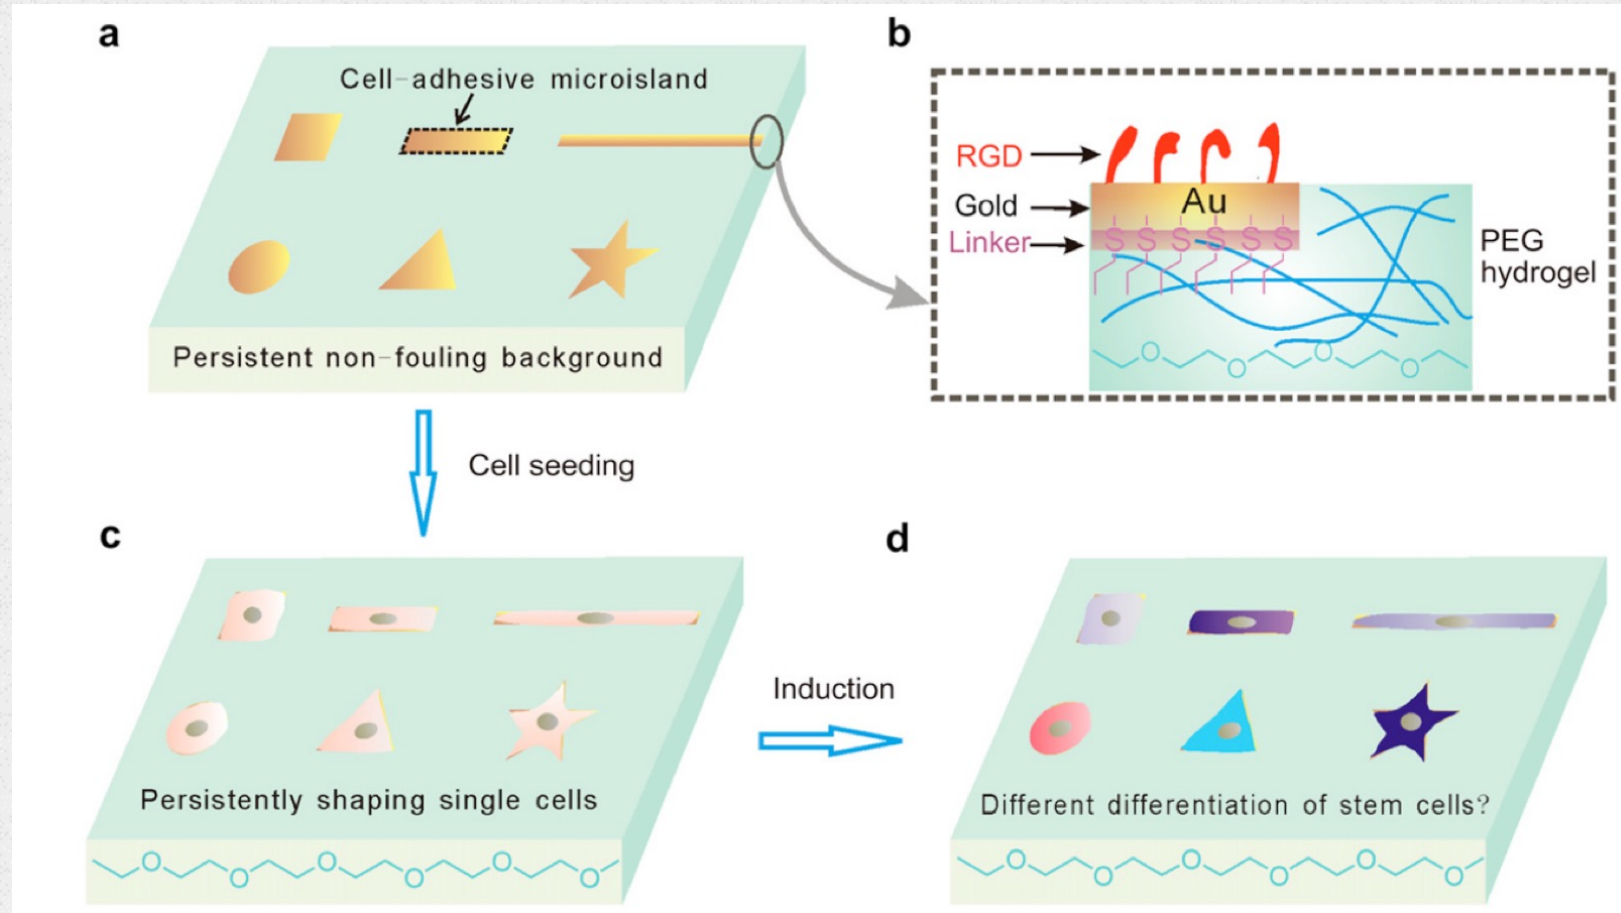 a
Cell-adhesive microisland
Persistent non-fouling background
b
RGD
Gold
Linker
Au
S S S S S S
PEG
hydrogel
O O O O
Cell seeding
c
Persistently shaping single cells
O O O O O O
Induction
d
Different differentiation of stem cells?
O O O O O O